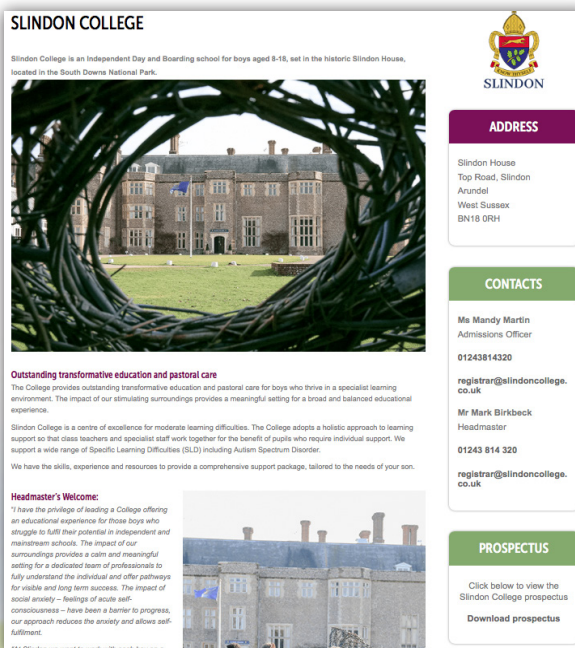 SLINDON COLLEGE
Slindon College is an Independent Day and Boarding school for boys aged 8-18, set in the historic Slindon House,
located in the South Downs National Park.
Outstanding transformative education and pastoral care
The College provides outstanding transformative education and pastoral care for boys who thrive in a specialist learning
environment. The impact of our stimulating surroundings provides a meaningful setting for a broad and balanced educational
experience.
Slindon College is a centre of excellence for moderate learning difficulties. The College adopts a holistic approach to learning
support so that class teachers and specialist staff work together for the benefit of pupils who require individual support. We
support a wide range of Specific Learning Difficulties (SLD) including Autism Spectrum Disorder.
We have the skills, experience and resources to provide a comprehensive support package, tailored to the needs of your son.
Headmaster's Welcome:
"I have the privilege of leading a College offering
an educational experience for those boys who
struggle to fulfil their potential in independent and
mainstream schools. The impact of our
surroundings provides a calm and meaningful
setting for a dedicated team of professionals to
fully understand the individual and offer pathways
for visible and long term success. The impact of
social anxiety – feelings of acute self-
consciousness – have been a barrier to progress,
our approach reduces the anxiety and allows self-
fulfilment.
SLINDON
ADDRESS
Slindon House
Top Road, Slindon
Arundel
West Sussex
BN18 0RH
CONTACTS
Ms Mandy Martin
Admissions Officer
01243814320
registrar@slindoncollege.
co.uk
Mr Mark Birkbeck
Headmaster
01243 814 320
registrar@slindoncollege.
co.uk
PROSPECTUS
Click below to view the
Slindon College prospectus
Download prospectus